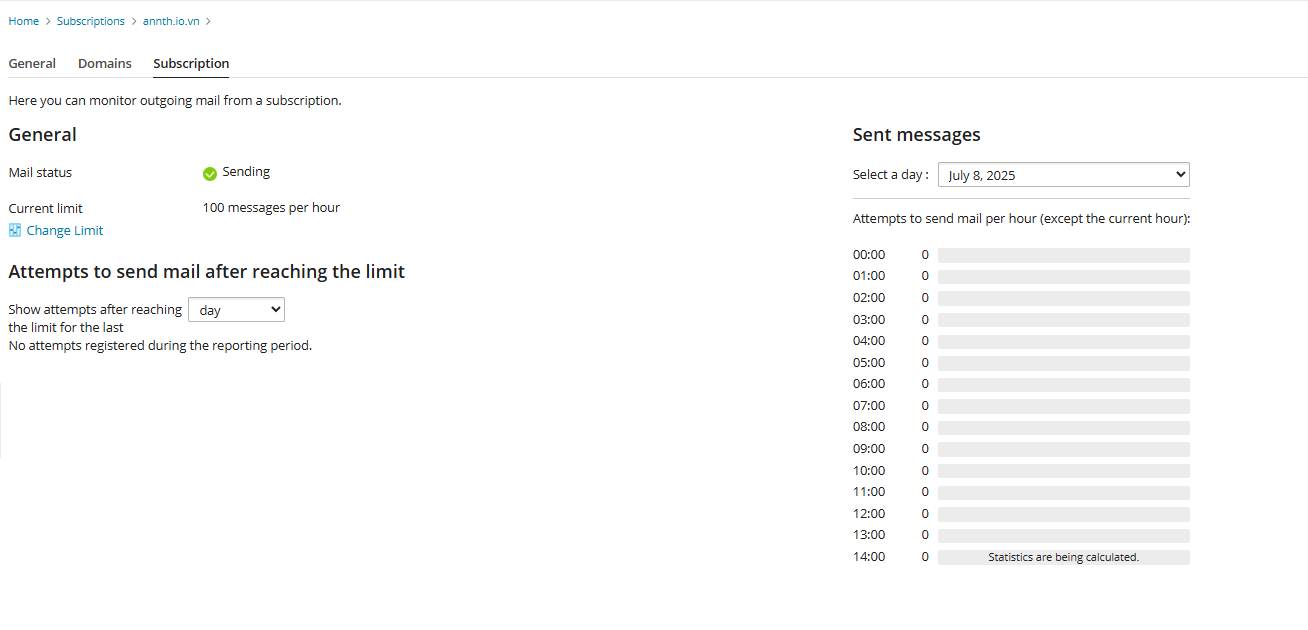 Home > Subscriptions > annth.io.vn >
General Domains Subscription
Here you can monitor outgoing mail from a subscription.
General
Mail status Sending
Current limit 100 messages per hour
Change Limit
Attempts to send mail after reaching the limit
Show attempts after reaching the limit for the last day
No attempts registered during the reporting period.
Sent messages
Select a day : July 8, 2025
Attempts to send mail per hour (except the current hour):
00:00 0
01:00 0
02:00 0
03:00 0
04:00 0
05:00 0
06:00 0
07:00 0
08:00 0
09:00 0
10:00 0
11:00 0
12:00 0
13:00 0
14:00 0 Statistics are being calculated.